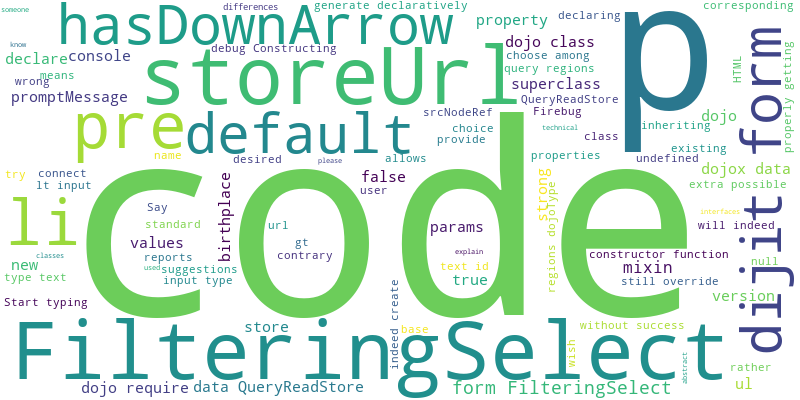 someone
differences
generate declaratively
corresponding
hasDownArrow
property
declaring
debug Constructing
dojo class
p
declare
console
choose among
means
storeUrl
query regions
HTML
wrong
superclass
promptMessage
QueryReadStore
know
srcNodeRef
Firebug
dojo
properly getting
pre
default
choice
technical
inheriting
provide
class
existing
name
desired
please
undefined
allows
properties
try
connect
false
dojox data
lt input
user
extra possible
code
birthplace
strong
dijit form
li
Say
standard
url
params
interfaces
values
gt
will indeed
reports
contrary
explain
constructor function
new
suggestions
text id
regions dojoType
null
classes
used
mixin
type text
input type
true
still override
Start typing
indeed create
version
FilteringSelect
store
base
without success
wish
abstract
rather
dojo require
data QueryReadStore
form FilteringSelect
ul